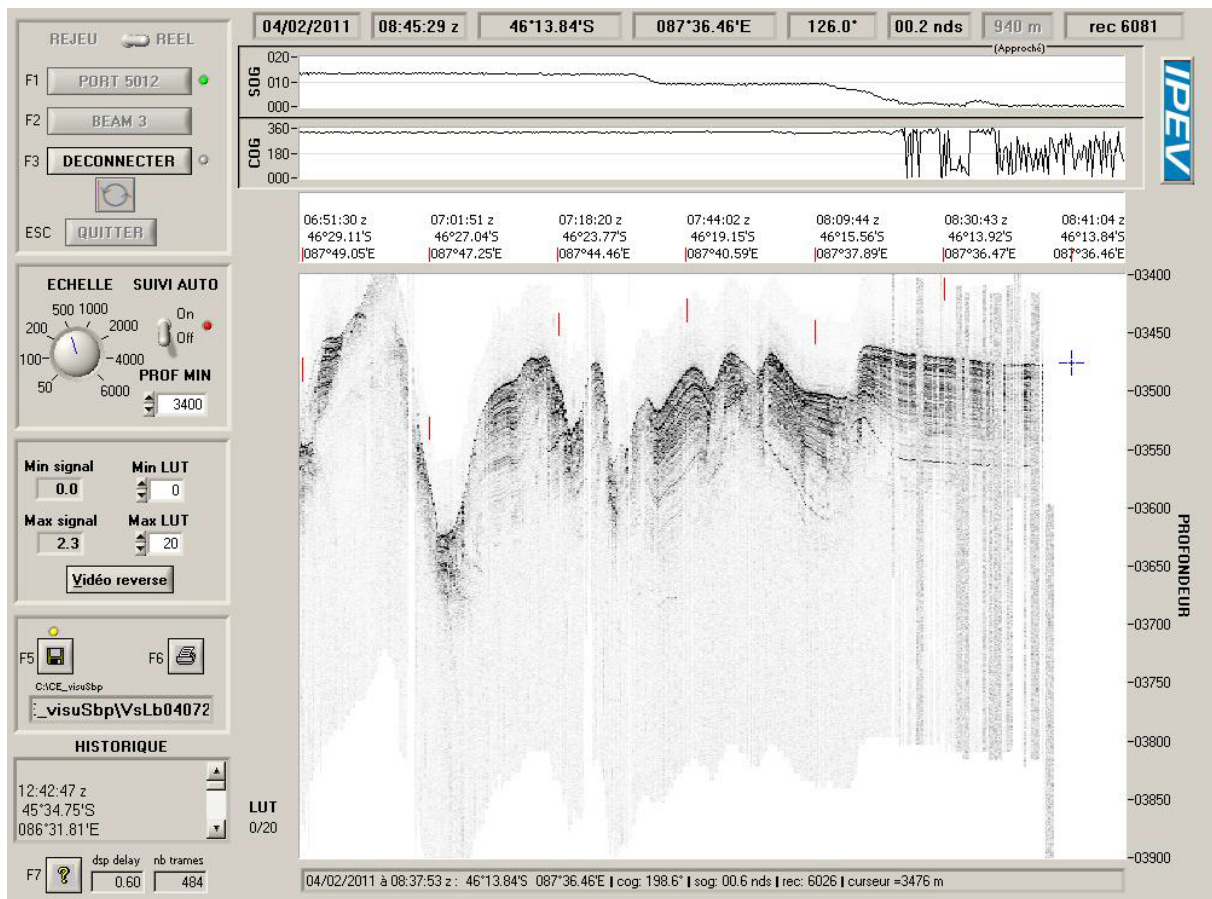 04/02/2011 08:45:29 z 46°13.84'S 087°36.46'E 126.0° 00.2 nds 940 m rec 6081
(Approché)
REJEU REEL
F1 PORT 5012
F2 BEAM 3
F3 DECONNECTER
ESC QUITTER
SOG
020
010
000
COG
360
180
000
IPEV
06:51:30 z 07:01:51 z 07:18:20 z 07:44:02 z 08:09:44 z 08:30:43 z 08:41:04 z
46°29.11'S 46°27.04'S 46°23.77'S 46°19.15'S 46°15.56'S 46°13.92'S 46°13.84'S
087°49.05'E 087°47.25'E 087°44.46'E 087°40.59'E 087°37.89'E 087°36.47'E 087°36.46'E
ECHELLE SUIVI AUTO
50 100 200 500 1000 2000 4000 6000
On
Off
PROF MIN
3400
Min signal Min LUT
0.0 0
Max signal Max LUT
2.3 20
Vidéo reverse
F5 F6
C:\CE_visuSbp
:_visuSbp\VsLb04072
HISTORIQUE
12:42:47 z
45°34.75'S
086°31.81'E
dsp delay nb trames
F7 ? 0.60 484
LUT
0/20
-03400
-03450
-03500
-03550
-03600
-03650
-03700
-03750
-03800
-03850
-03900
PROFONDEUR
04/02/2011 à 08:37:53 z : 46°13.84'S 087°36.46'E | cog: 198.6° | sog: 00.6 nds | rec: 6026 | curseur =3476 m